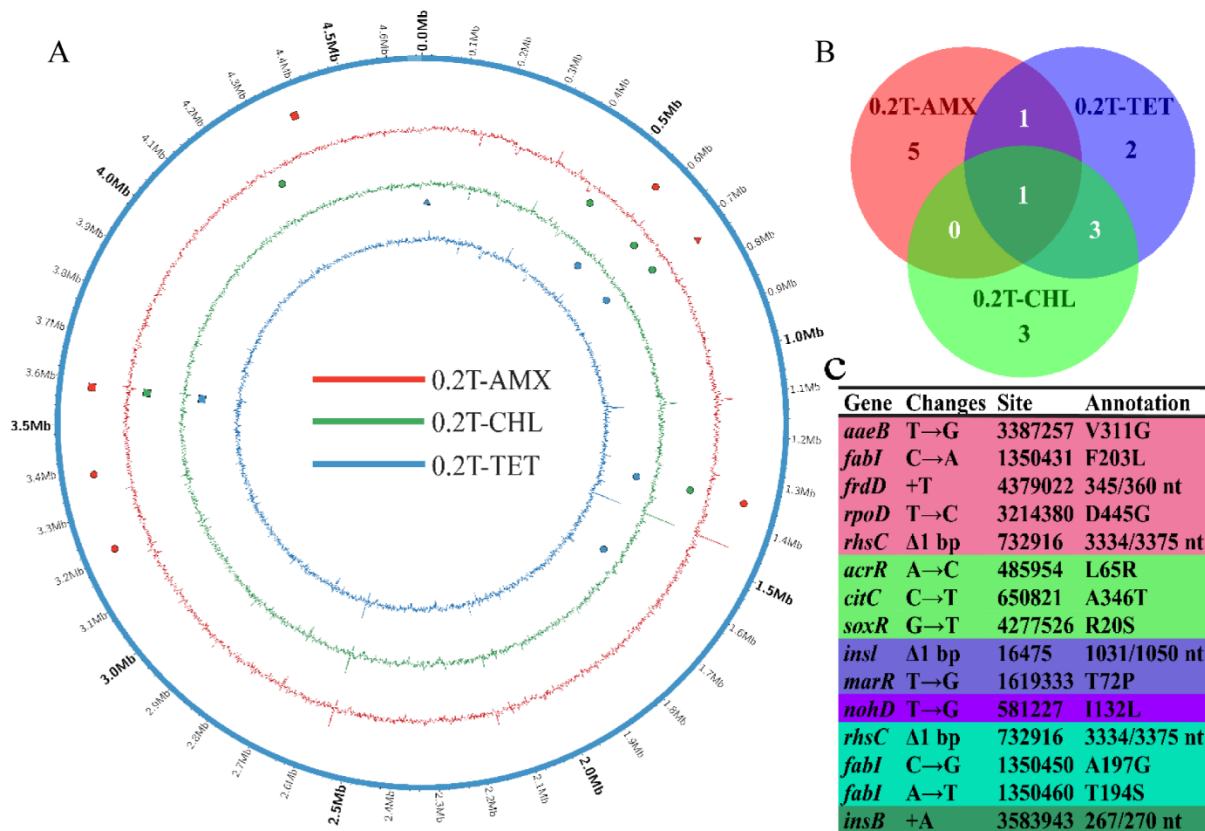 A
0.0Mb
0.1Mb
0.2Mb
0.3Mb
0.4Mb
0.5Mb
0.6Mb
0.7Mb
0.8Mb
0.9Mb
1.0Mb
1.1Mb
1.2Mb
1.3Mb
1.4Mb
1.5Mb
1.6Mb
1.7Mb
1.8Mb
1.9Mb
2.0Mb
2.1Mb
2.2Mb
2.3Mb
2.5Mb
2.6Mb
2.7Mb
2.8Mb
2.9Mb
3.0Mb
3.1Mb
3.2Mb
3.3Mb
3.4Mb
3.5Mb
3.6Mb
3.7Mb
3.8Mb
3.9Mb
4.0Mb
4.1Mb
4.2Mb
4.3Mb
4.4Mb
4.5Mb
4.6Mb
0.2T-AMX
0.2T-CHL
0.2T-TET
B
0.2T-AMX
5
1
0.2T-TET
2
1
0
3
0.2T-CHL
3
C
Gene Changes Site Annotation
aaeB T→G 3387257 V311G
fabI C→A 1350431 F203L
frdD +T 4379022 345/360 nt
rpoD T→C 3214380 D445G
rhsC Δ1 bp 732916 3334/3375 nt
acrR A→C 485954 L65R
citC C→T 650821 A346T
soxR G→T 4277526 R20S
insl Δ1 bp 16475 1031/1050 nt
marR T→G 1619333 T72P
nohD T→G 581227 I132L
rhsC Δ1 bp 732916 3334/3375 nt
fabI C→G 1350450 A197G
fabI A→T 1350460 T194S
insB +A 3583943 267/270 nt